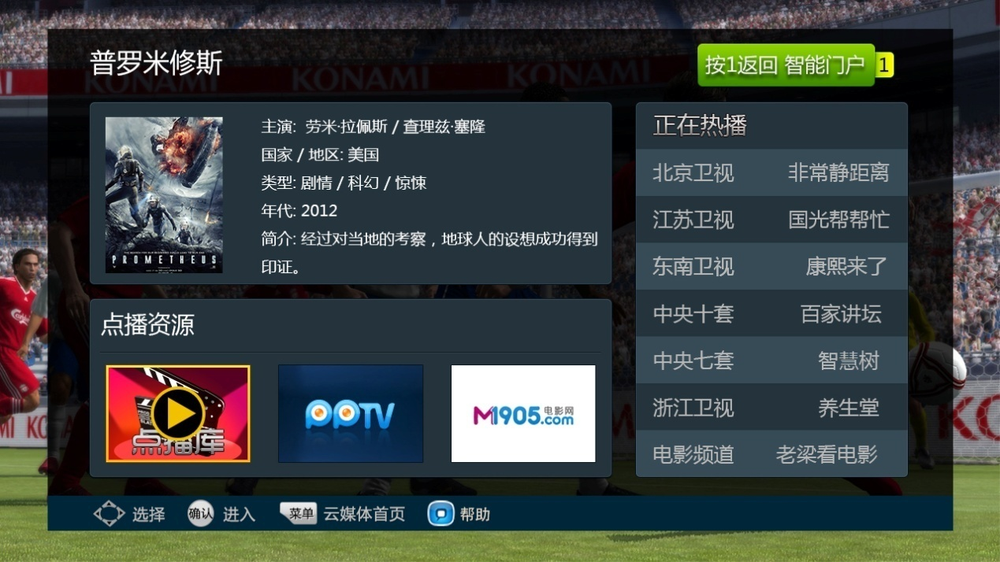 普罗米修斯
按1返回 智能门户 1
KONAMI KONAMI KONAMI
主演: 劳米·拉佩斯 / 查理兹·塞隆
国家 / 地区: 美国
类型: 剧情 / 科幻 / 惊悚
年代: 2012
简介: 经过对当地的考察，地球人的设想成功得到
印证。
PROMETHEUS
点播资源
点播库
PPTV
M1905.com 电影网
正在热播
北京卫视 非常静距离
江苏卫视 国光帮帮忙
东南卫视 康熙来了
中央十套 百家讲坛
中央七套 智慧树
浙江卫视 养生堂
电影频道 老梁看电影
选择 确认 进入 菜单 云媒体首页 帮助